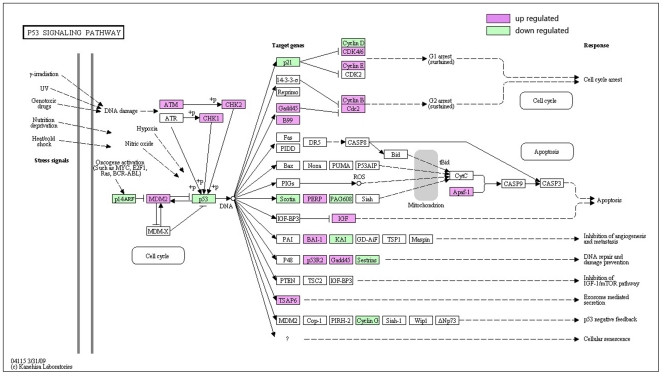 P53 SIGNALING PATHWAY
up regulated
down regulated
Target genes
Response
γ-irradiation
UV
Genotoxic drugs
Nutrition deprivation
Heat/cold shock
Stress signals
DNA damage
Hypoxia
Nitric oxide
Oncogene activation
(Such as MYC, E2F1,
Ras, BCR-ABL)
ATM
CHK2
ATR
CHK1
+p
+p
+p
+p
p14ARF
MDM2
p53
MDM-X
DNA
Cell cycle
p21
Cyclin D
CDK4/6
Cyclin E
CDK2
G1 arrest
(sustained)
14-3-3-σ
Reprimo
Gadd45
B99
Cyclin B
Cdc2
G2 arrest
(sustained)
Cell cycle arrest
Cell cycle
Fas
PIDD
DR5
CASP8
Bid
tBid
Apoptosis
Bax
Noxa
PUMA
P53AIP
CytC
Mitochondrion
PIGs
ROS
CASP9
CASP3
Apaf-1
Scotin
PERP
PAG608
Siah
Apoptosis
IGF-BP3
IGF
PAI
BAI-1
KAI
GD-AiF
TSP1
Maspin
Inhibition of angiogenesis
and metastasis
P48
p53R2
Gadd45
Sestrins
DNA repair and
damage prevention
PTEN
TSC2
IGF-BP3
Inhibition of
IGF-1/mTOR pathway
TSAP6
Exosome mediated
secretion
MDM2
Cop-1
PIRH-2
Cyclin G
Siah-1
Wip1
ΔNp73
p53 negative feedback
?
Cellular senescence
04115 3/31/09
(c) Kanehisa Laboratories